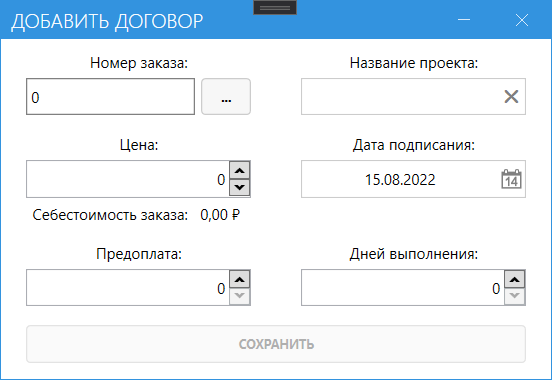 ДОБАВИТЬ ДОГОВОР
Номер заказа: Название проекта:
0 ...
Цена: Дата подписания:
0 15.08.2022 14
Себестоимость заказа: 0,00 ₽
Предоплата: Дней выполнения:
0 0
СОХРАНИТЬ